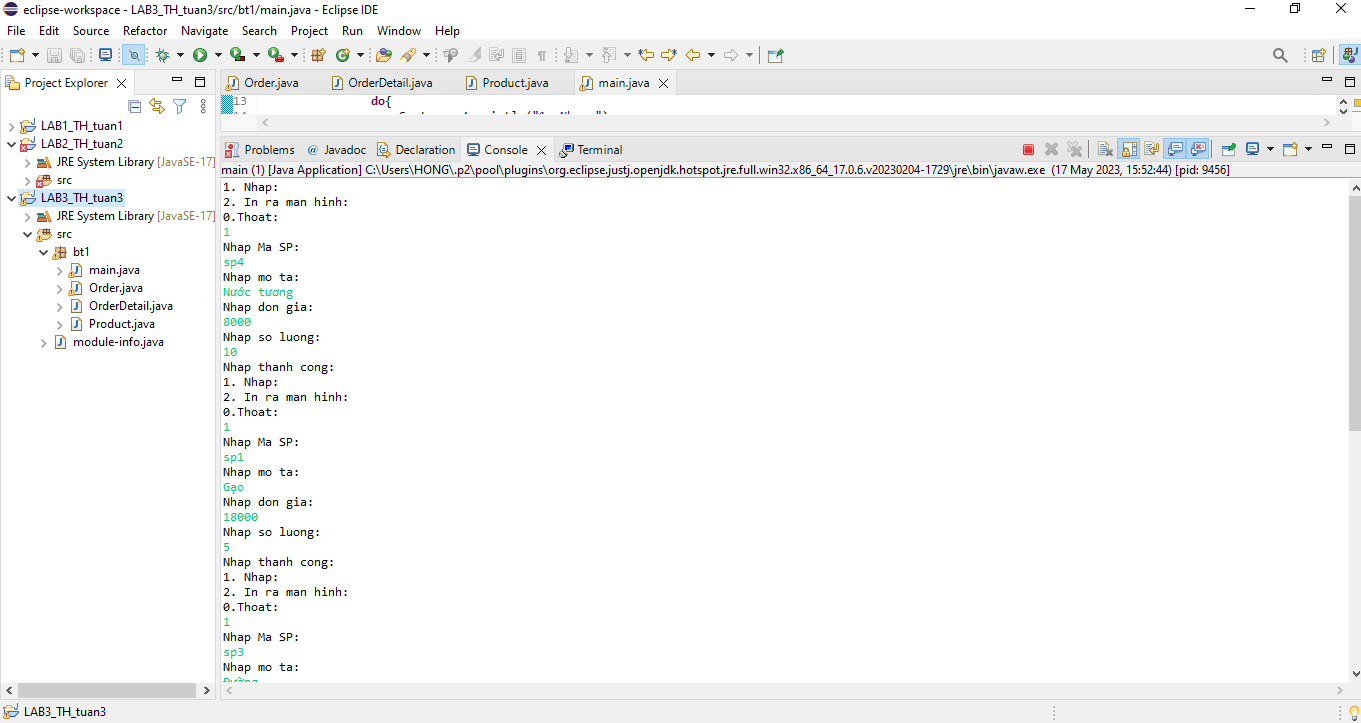 eclipse-workspace - LAB3_TH_tuan3/src/bt1/main.java - Eclipse IDE
File Edit Source Refactor Navigate Search Project Run Window Help
Project Explorer
LAB1_TH_tuan1
LAB2_TH_tuan2
JRE System Library [JavaSE-17]
src
LAB3_TH_tuan3
JRE System Library [JavaSE-17]
src
bt1
main.java
Order.java
OrderDetail.java
Product.java
module-info.java
Order.java OrderDetail.java Product.java main.java
13 do{
Problems @ Javadoc Declaration Console Terminal
main (1) [Java Application] C:\Users\HONG\.p2\pool\plugins\org.eclipse.justj.openjdk.hotspot.jre.full.win32.x86_64_17.0.6.v20230204-1729\jre\bin\javaw.exe (17 May 2023, 15:52:44) [pid: 9456]
1. Nhap:
2. In ra man hinh:
0.Thoat:
1
Nhap Ma SP:
sp4
Nhap mo ta:
Nước tương
Nhap don gia:
8000
Nhap so luong:
10
Nhap thanh cong:
1. Nhap:
2. In ra man hinh:
0.Thoat:
1
Nhap Ma SP:
sp1
Nhap mo ta:
Gạo
Nhap don gia:
18000
Nhap so luong:
5
Nhap thanh cong:
1. Nhap:
2. In ra man hinh:
0.Thoat:
1
Nhap Ma SP:
sp3
Nhap mo ta:
Đường
LAB3_TH_tuan3